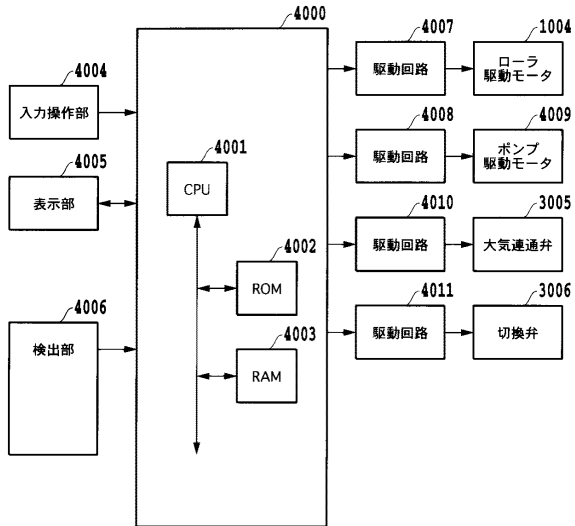 4000
4004
入力操作部
4005
表示部
4006
検出部
4001
CPU
4002
ROM
4003
RAM
4007
駆動回路
1004
ローラ
駆動モータ
4008
駆動回路
4009
ポンプ
駆動モータ
4010
駆動回路
3005
大気連通弁
4011
駆動回路
3006
切換弁